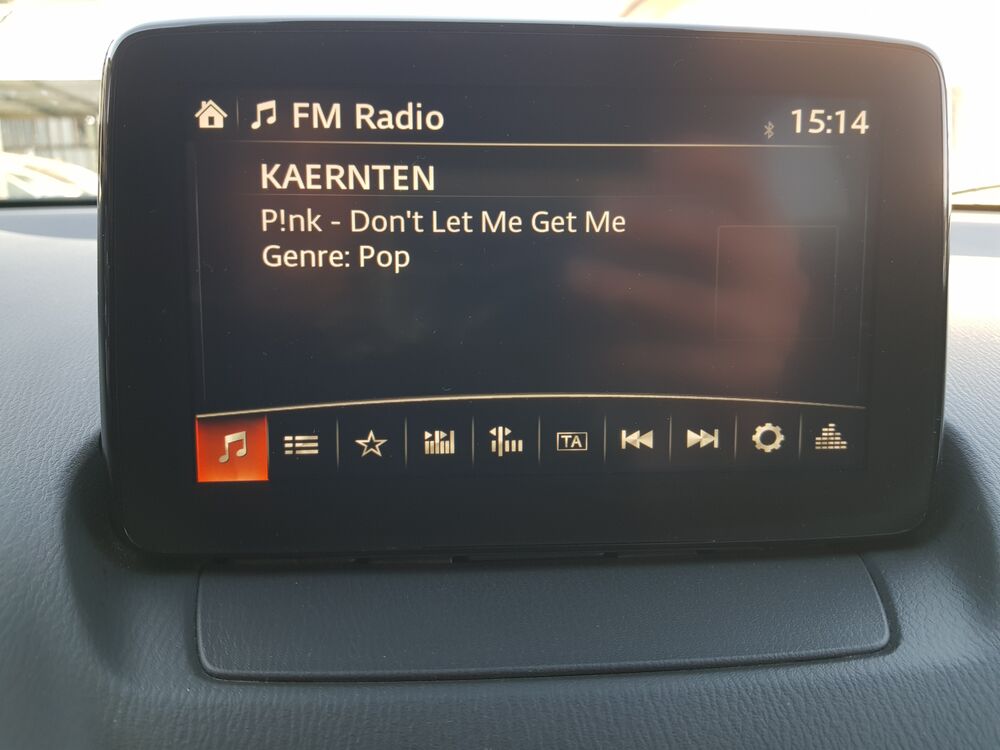 FM Radio 15:14
KAERNTEN
P!nk - Don't Let Me Get Me
Genre: Pop
TA